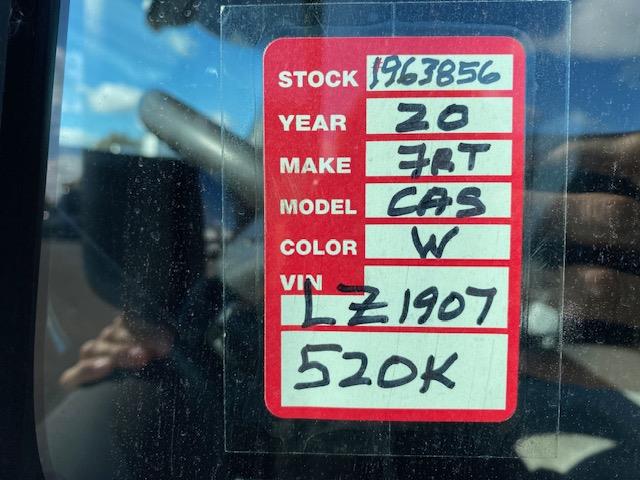 STOCK 1963856
YEAR 20
MAKE FRT
MODEL CAS
COLOR W
VIN
LZ1907
520K